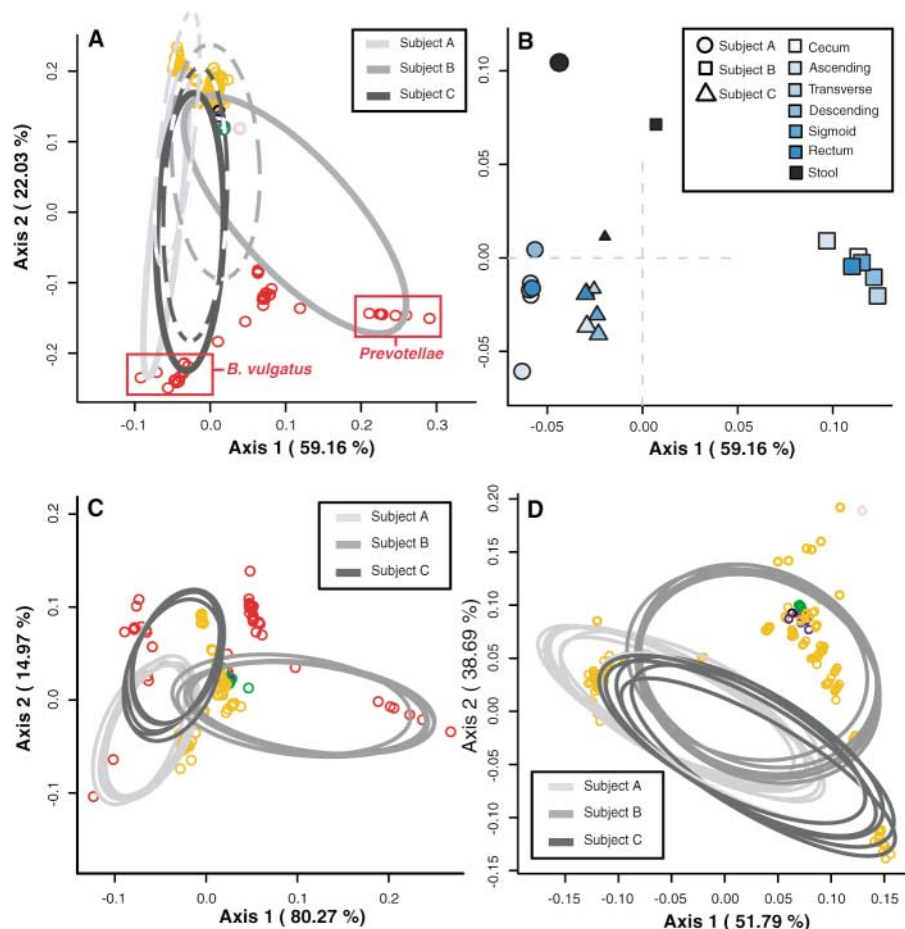 A
Subject A
Subject B
Subject C
Axis 2 ( 22.03 %)
0.2
0.1
0.0
-0.1
-0.2
B. vulgatus
Prevotellae
-0.1
0.0
0.1
0.2
0.3
Axis 1 ( 59.16 %)
B
Subject A
Subject B
Subject C
Cecum
Ascending
Transverse
Descending
Sigmoid
Rectum
Stool
0.10
0.05
-0.00
-0.05
-0.05
0.00
0.05
0.10
Axis 1 ( 59.16 %)
C
Subject A
Subject B
Subject C
Axis 2 ( 14.97 %)
0.2
0.1
0.0
-0.1
-0.1
0.0
0.1
0.2
Axis 1 ( 80.27 %)
D
Axis 2 ( 38.69 %)
0.20
0.15
0.10
0.05
0.00
-0.05
-0.10
-0.15
Subject A
Subject B
Subject C
-0.15
-0.10
-0.05
0.00
0.05
0.10
0.15
Axis 1 ( 51.79 %)